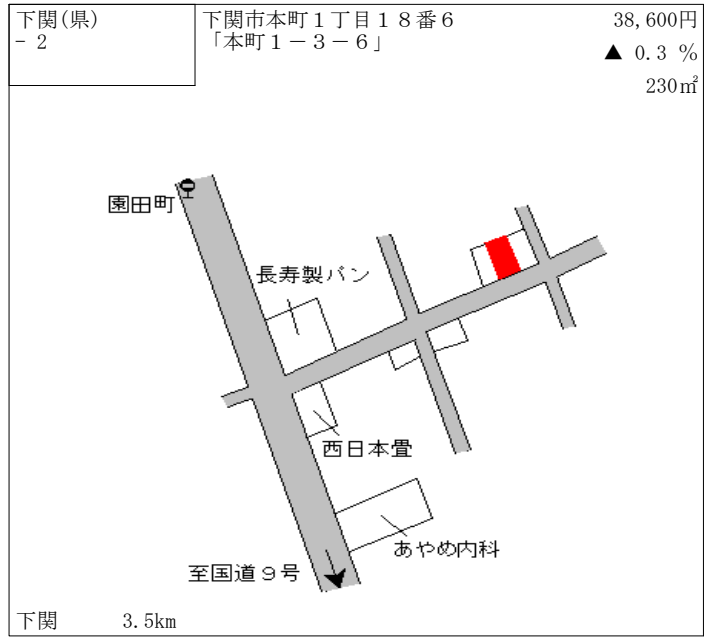 下関(県)
- 2
下関市本町１丁目１８番６
「本町１－３－６」
38,600円
▲ 0.3 %
230㎡
園田町
長寿製パン
西日本畳
あやめ内科
至国道９号
下関 3.5km